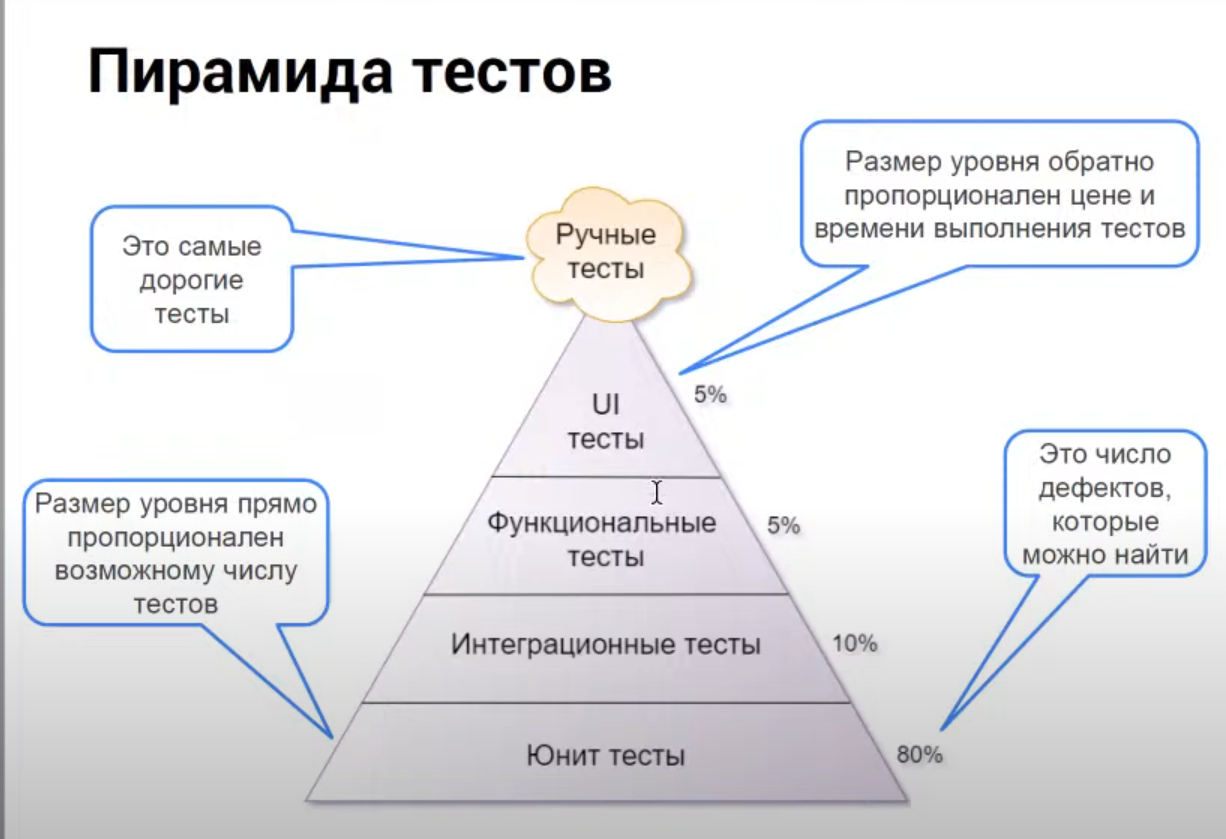 Пирамида тестов
Размер уровня обратно
пропорционален цене и
времени выполнения тестов
Это самые
дорогие
тесты
Ручные
тесты
UI
тесты
5%
Это число
дефектов,
которые
можно найти
Размер уровня прямо
пропорционален
возможному числу
тестов
Функциональные
тесты
5%
Интеграционные тесты
10%
Юнит тесты
80%